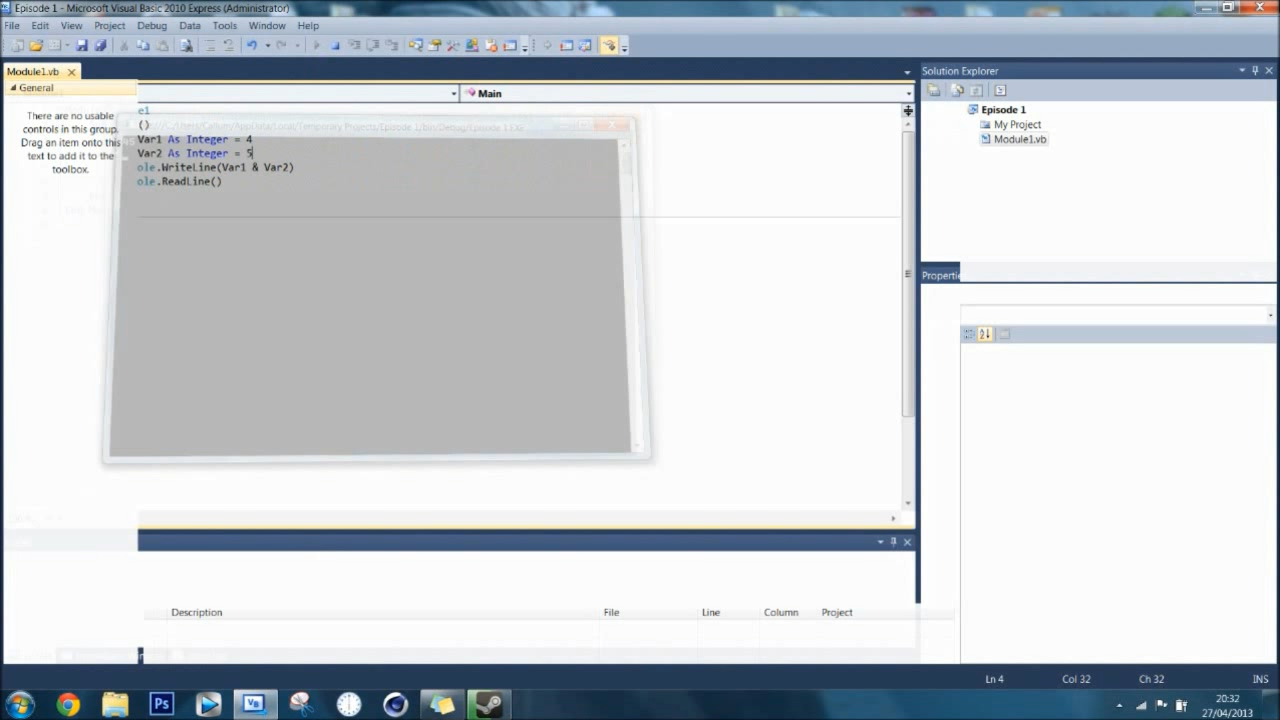 Episode 1 - Microsoft Visual Basic 2010 Express (Administrator)
File Edit View Project Debug Data Tools Window Help
Module1.vb
General
There are no usable
controls in this group.
Drag an item onto this
text to add it to the
toolbox.
Main
e1
()
Var1 As Integer = 4
Var2 As Integer = 5
ole.WriteLine(Var1 & Var2)
ole.ReadLine()
Solution Explorer
Episode 1
My Project
Module1.vb
Properti
Description File Line Column Project
Ln 4 Col 32 Ch 32 INS
20:32
27/04/2013